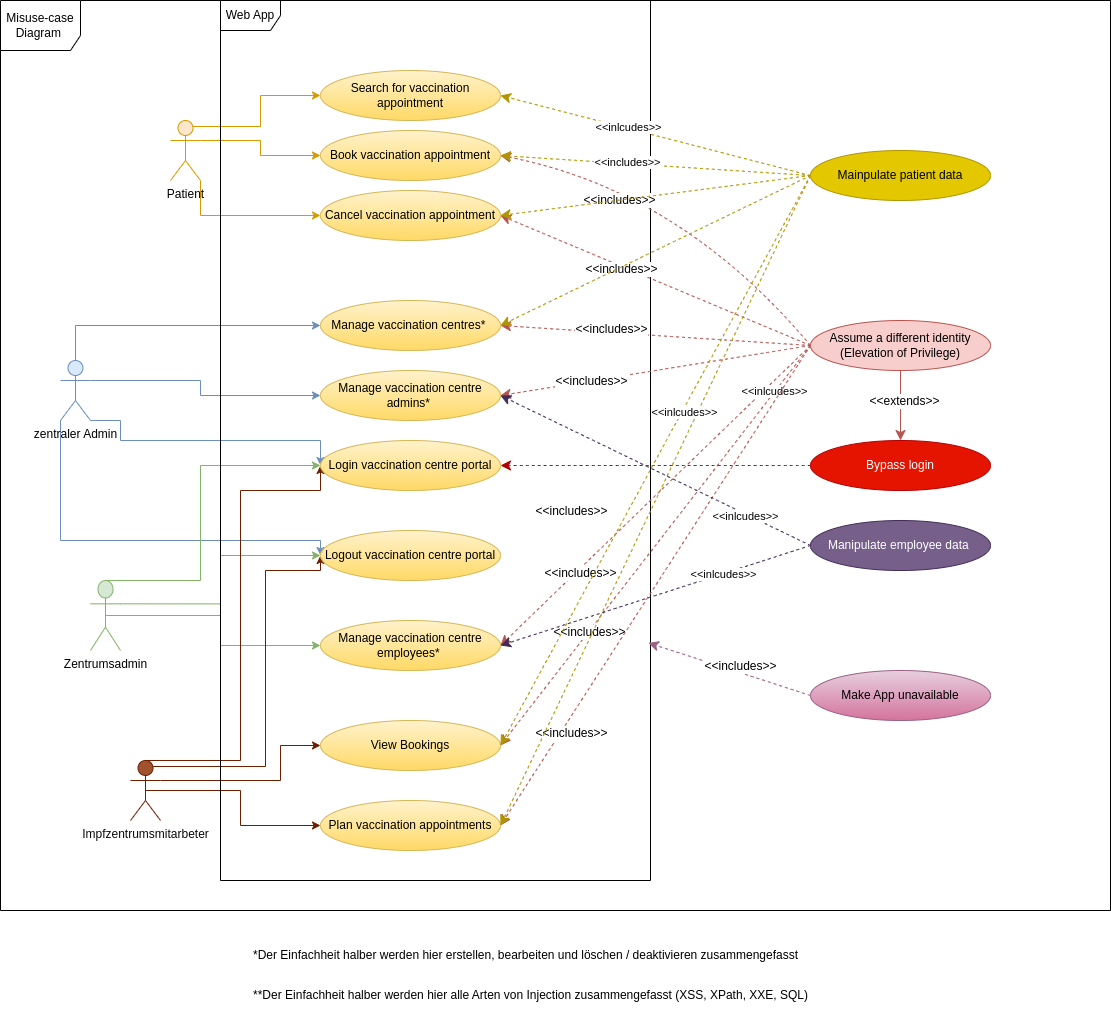 Misuse-case
Diagram
Web App
Search for vaccination
appointment
<<inlcudes>>
Book vaccination appointment
<<includes>>
Mainpulate patient data
Patient
Cancel vaccination appointment
<<includes>>
<<includes>>
Manage vaccination centres*
<<includes>>
Assume a different identity
(Elevation of Privilege)
Manage vaccination centre
admins*
<<includes>>
<<inlcudes>>
<<extends>>
<<inlcudes>>
zentraler Admin
Login vaccination centre portal
Bypass login
<<includes>>
<<inlcudes>>
Logout vaccination centre portal
Manipulate employee data
<<includes>>
<<inlcudes>>
Manage vaccination centre
employees*
<<includes>>
Zentrumsadmin
<<includes>>
Make App unavailable
<<includes>>
View Bookings
Plan vaccination appointments
Impfzentrumsmitarbeter
*Der Einfachheit halber werden hier erstellen, bearbeiten und löschen / deaktivieren zusammengefasst
**Der Einfachheit halber werden hier alle Arten von Injection zusammengefasst (XSS, XPath, XXE, SQL)